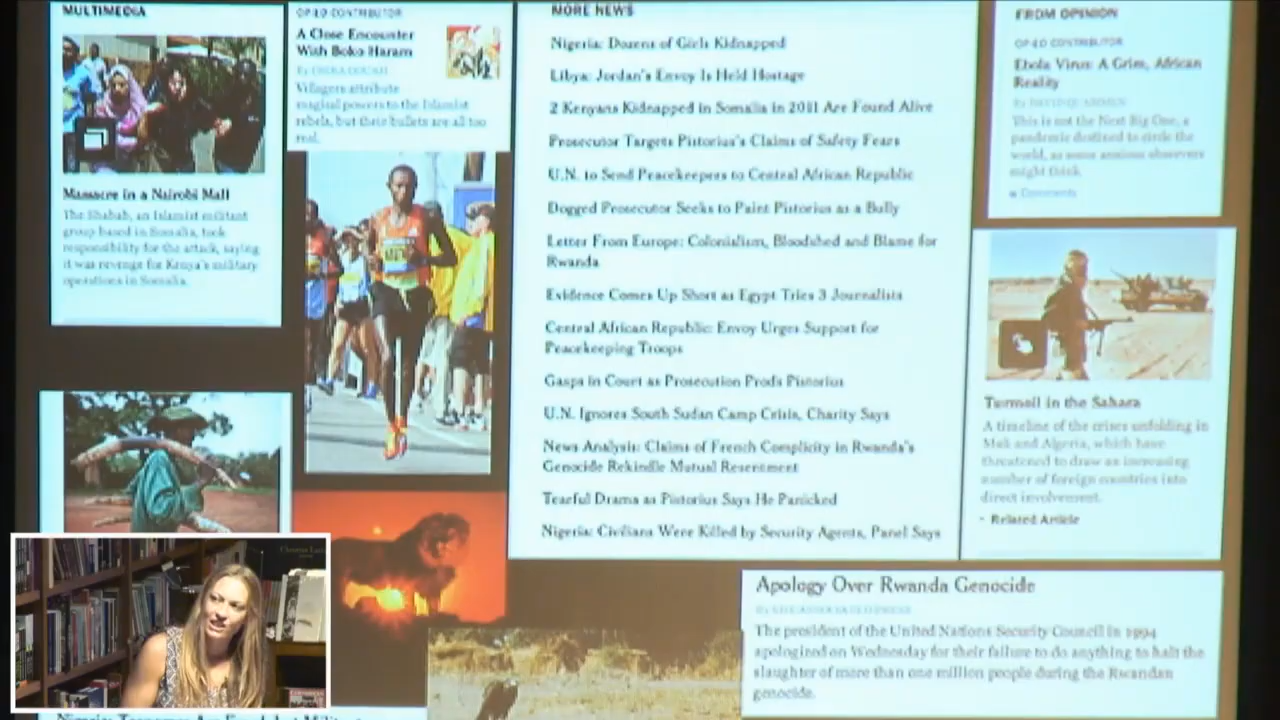 MULTIMEDIA
Massacre in a Nairobi Mall
The Shabab, an Islamist militant
group based in Somalia, took
responsibility for the attack, saying
it was revenge for Kenya's military
operations in Somalia.
OP-ED CONTRIBUTOR
A Close Encounter
With Boko Haram
Villagers attribute
magical powers to the Islamist
rebels, but their bullets are all too
real.
MORE NEWS
Nigeria: Dozens of Girls Kidnapped
Libya: Jordan's Envoy Is Held Hostage
2 Kenyans Kidnapped in Somalia in 2011 Are Found Alive
Prosecutor Targets Pistorius's Claims of Safety Fears
U.N. to Send Peacekeepers to Central African Republic
Dogged Prosecutor Seeks to Paint Pistorius as a Bully
Letter From Europe: Colonialism, Bloodshed and Blame for
Rwanda
Evidence Comes Up Short as Egypt Tries 3 Journalists
Central African Republic: Envoy Urges Support for
Peacekeeping Troops
Gasps in Court as Prosecution Prods Pistorius
U.N. Ignores South Sudan Camp Crisis, Charity Says
News Analysis: Claims of French Complicity in Rwanda's
Genocide Rekindle Mutual Resentment
Tearful Drama as Pistorius Says He Panicked
Nigeria: Civilians Were Killed by Security Agents, Panel Says
FROM OPINION
OP-ED CONTRIBUTOR
Ebola Virus: A Grim, African
Reality
This is not the Next Big One, a
pandemic destined to circle the
world, as some anxious observers
might think.
Comments
Turmoil in the Sahara
A timeline of the crises unfolding in
Mali and Algeria, which have
threatened to draw an increasing
number of foreign countries into
direct involvement.
• Related Article
Apology Over Rwanda Genocide
By THE ASSOCIATED PRESS
The president of the United Nations Security Council in 1994
apologized on Wednesday for their failure to do anything to halt the
slaughter of more than one million people during the Rwandan
genocide.